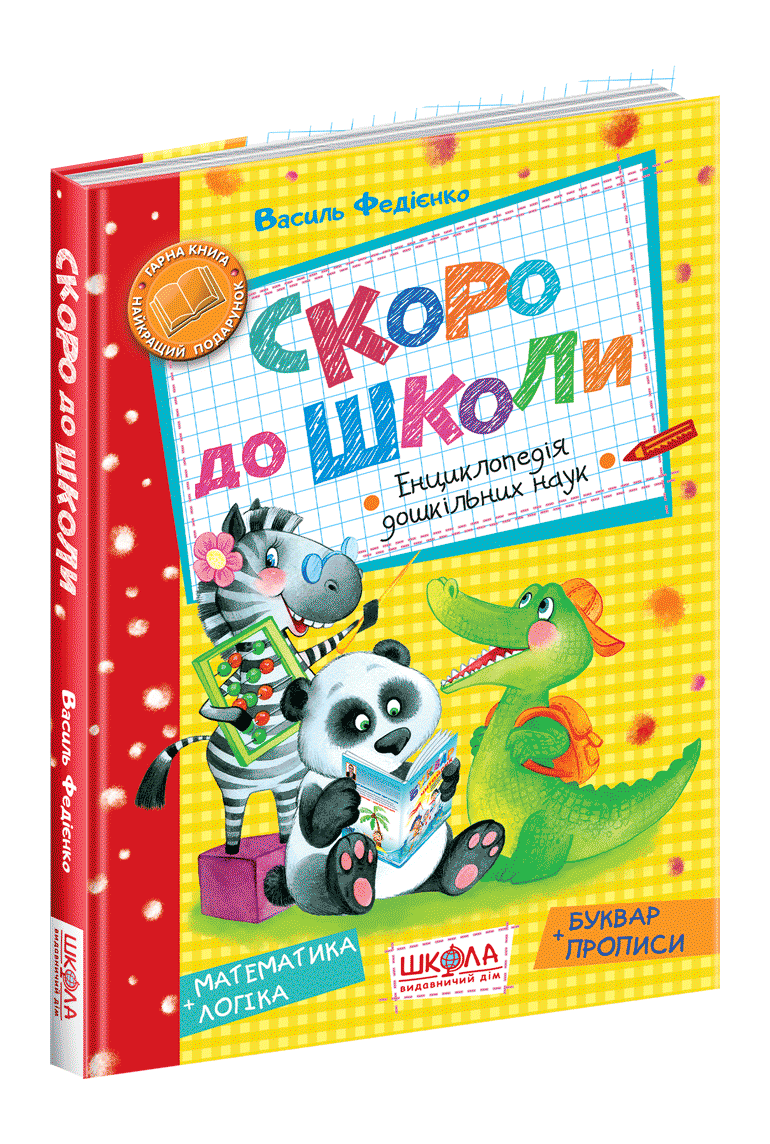 Василь Федієнко
ГАРНА КНИГА
НАЙКРАЩИЙ ПОДАРУНОК
СКОРО
ДО ШКОЛИ
Енциклопедія
дошкільних наук
СКОРО ДО ШКОЛИ
Василь Федієнко
ШКОЛА
ВИДАВНИЧИЙ ДІМ
БУКВАР
МАТЕМАТИКА
+ ЛОГІКА
ШКОЛА
ВИДАВНИЧИЙ ДІМ
БУКВАР
+ ПРОПИСИ